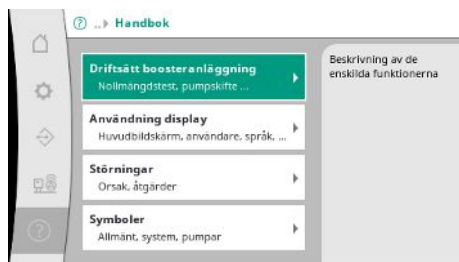 ? ..▸ Handbok
Driftsätt boosteranläggning
Nollmängdstest, pumpskifte ...
Användning display
Huvudbildskärm, användare, språk, ...
Störningar
Orsak, åtgärder
Symboler
Allmänt, system, pumpar
Beskrivning av de
enskilda funktionerna
?